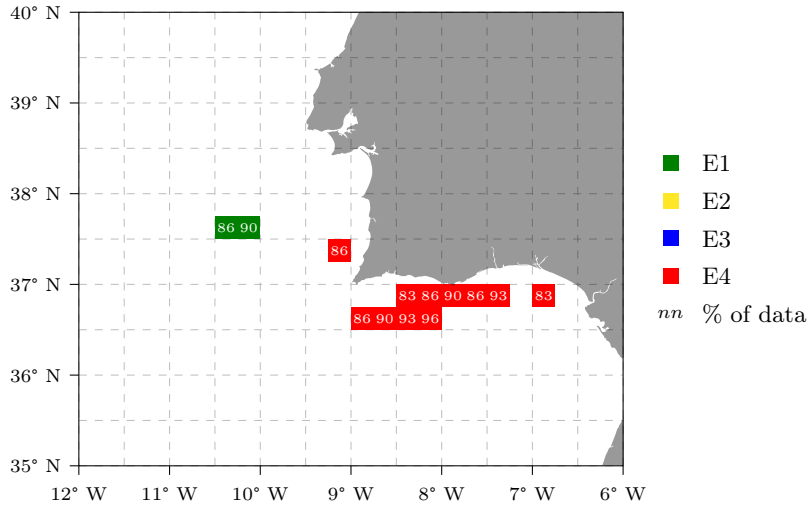 40° N
39° N
38° N
37° N
36° N
35° N
12° W 11° W 10° W 9° W 8° W 7° W 6° W
86 90
86
83 86 90 86 93
83
86 90 93 96
E1
E2
E3
E4
nn % of data